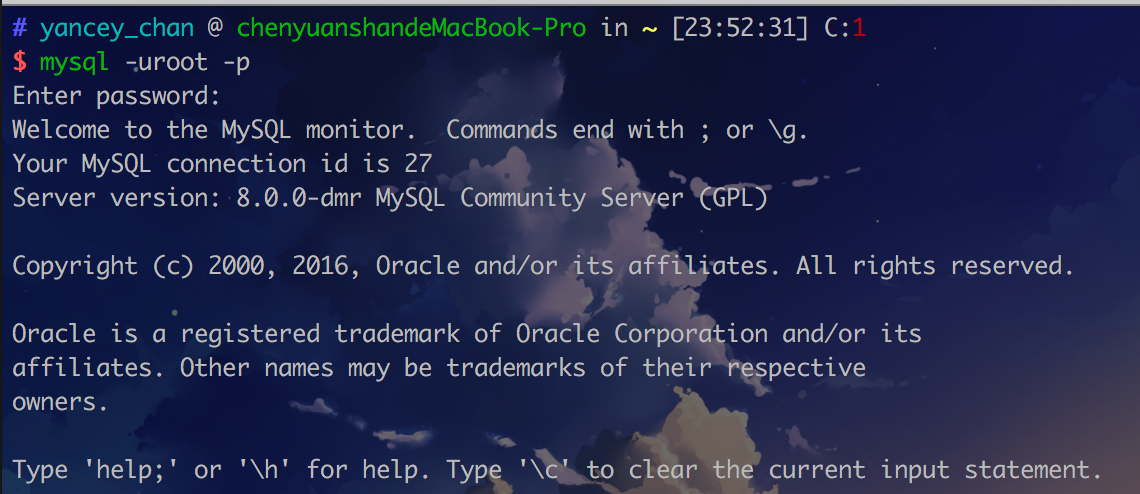 # yancey_chan @ chenyuanshandeMacBook-Pro in ~ [23:52:31] C:1
$ mysql -uroot -p
Enter password:
Welcome to the MySQL monitor.  Commands end with ; or \g.
Your MySQL connection id is 27
Server version: 8.0.0-dmr MySQL Community Server (GPL)
Copyright (c) 2000, 2016, Oracle and/or its affiliates. All rights reserved.
Oracle is a registered trademark of Oracle Corporation and/or its
affiliates. Other names may be trademarks of their respective
owners.
Type 'help;' or '\h' for help. Type '\c' to clear the current input statement.